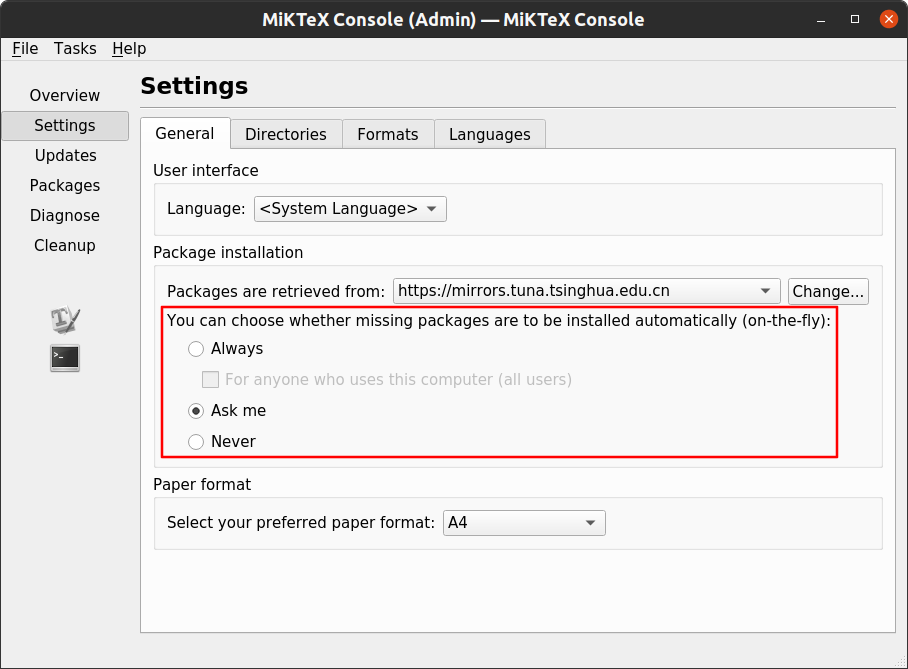 MiKTeX Console (Admin) — MiKTeX Console
File Tasks Help
Settings
Overview
Settings
Updates
Packages
Diagnose
Cleanup
General Directories Formats Languages
User interface
Language: <System Language>
Package installation
Packages are retrieved from: https://mirrors.tuna.tsinghua.edu.cn Change...
You can choose whether missing packages are to be installed automatically (on-the-fly):
Always
For anyone who uses this computer (all users)
Ask me
Never
Paper format
Select your preferred paper format: A4